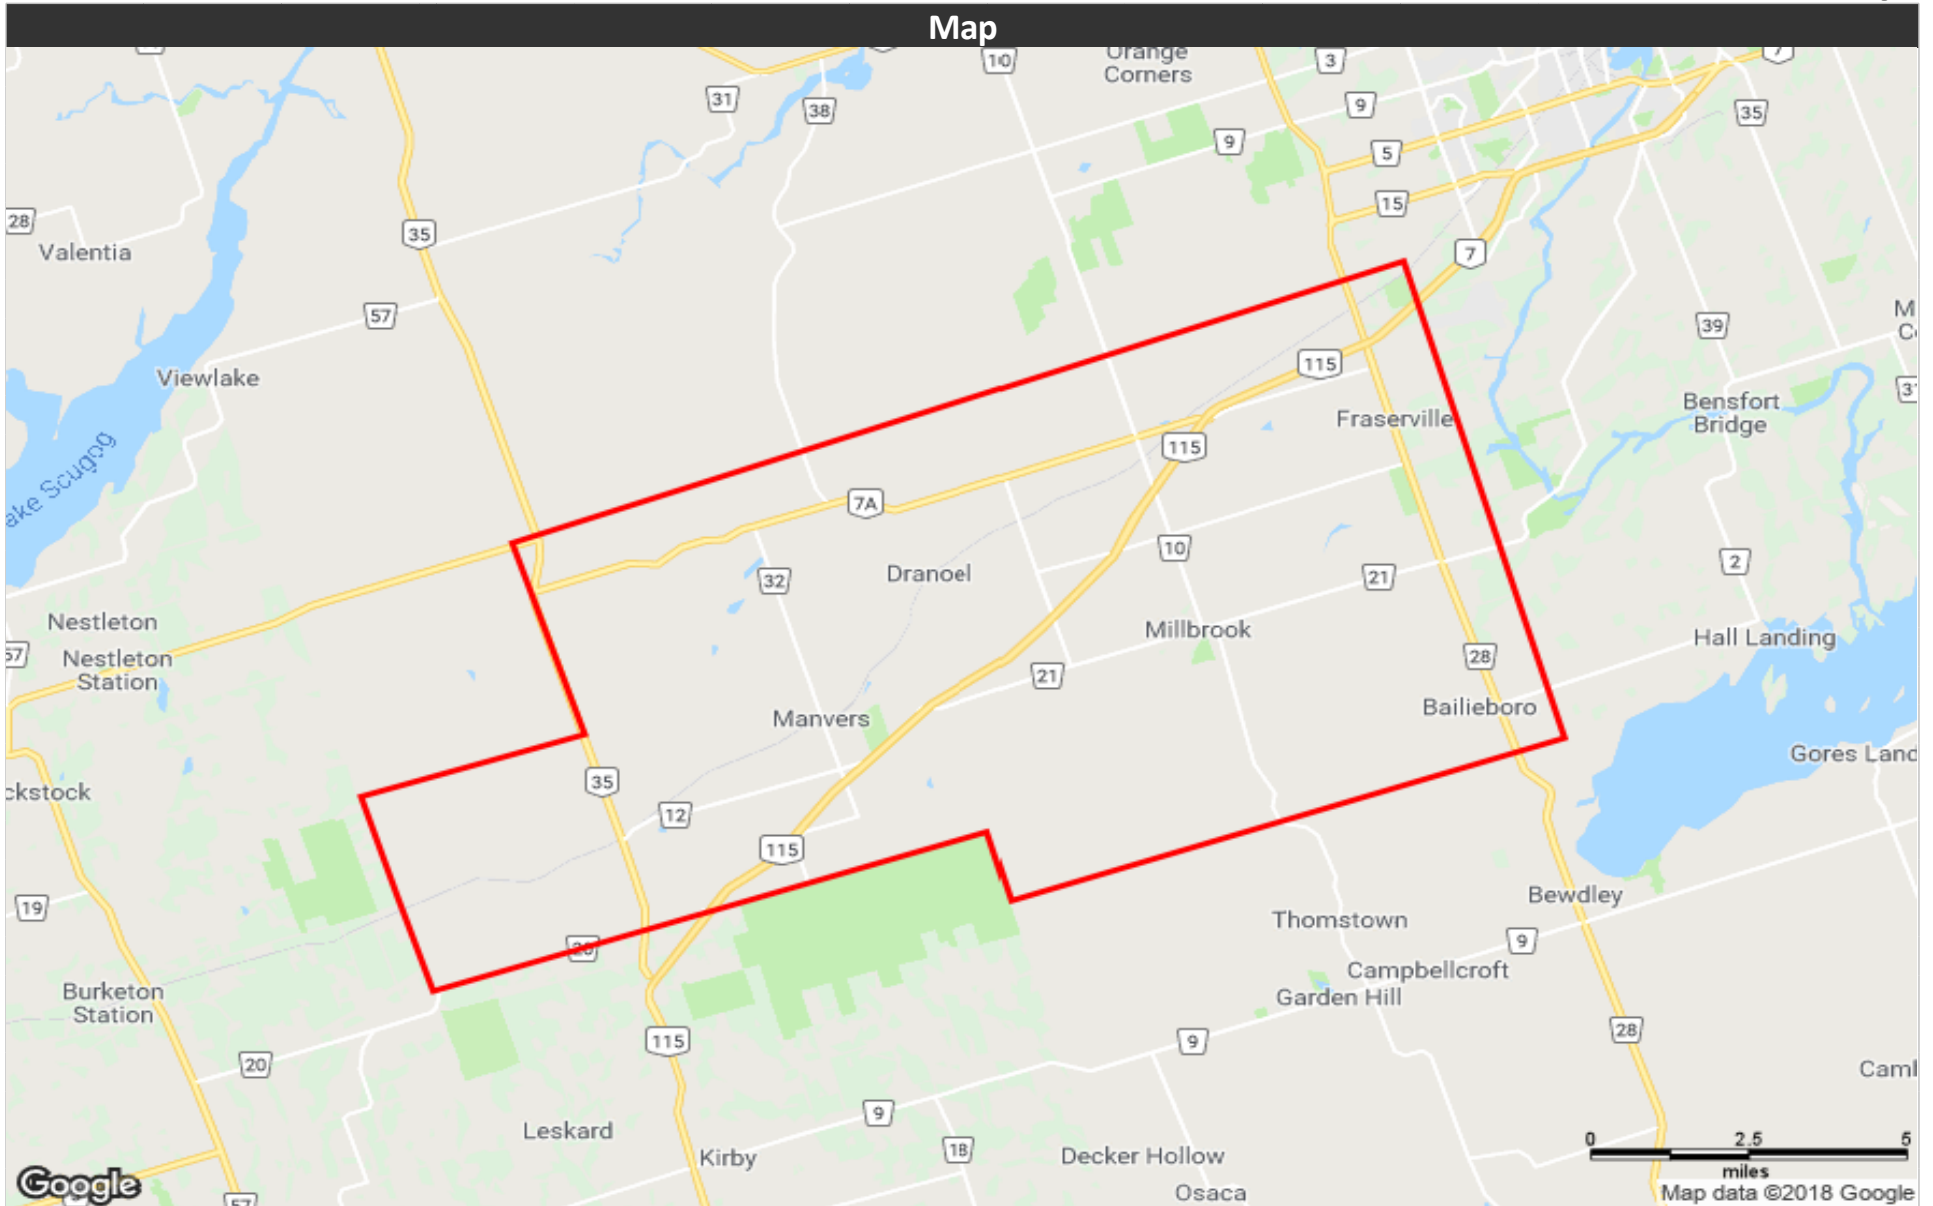 Map
Orange
Corners
10
3
7
31
38
9
35
9
5
15
28
Valentia
35
7
57
39
Viewlake
115
Bensfort
Bridge
Fraserville
115
7A
10
2
Dranoel
32
21
Nestleton
Millbrook
Hall Landing
Nestleton
Station
28
21
Bailieboro
Manvers
Gores Land
35
12
115
Bewdley
19
Thomstown
9
Campbellcroft
Burketon
Station
Garden Hill
28
115
9
20
9
Leskard
18
Kirby
Decker Hollow
Osaca
0 2.5 5
miles
Google
57
Map data ©2018 Google